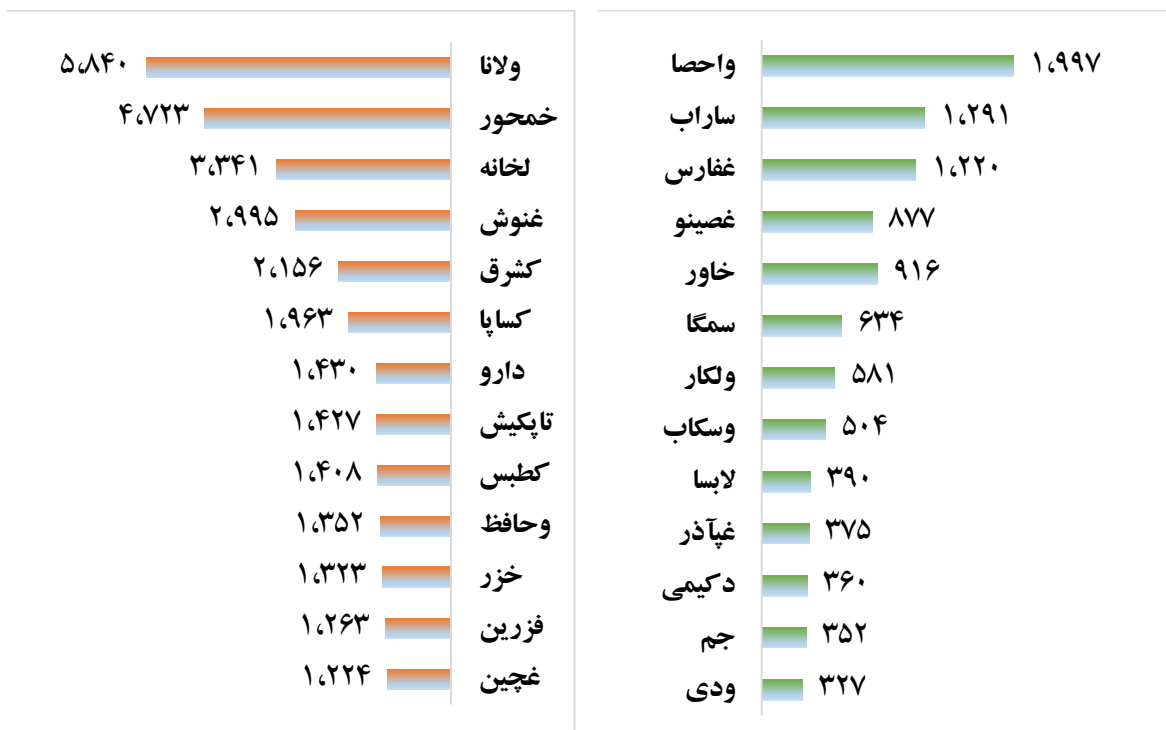 واحصا ۱،۹۹۷
ساراب ۱،۲۹۱
غفارس ۱،۲۲۰
غصینو ۸۷۷
خاور ۹۱۶
سمگا ۶۳۴
ولکار ۵۸۱
وسکاب ۵۰۴
لابسا ۳۹۰
غپآذر ۳۷۵
دکیمی ۳۶۰
جم ۳۵۲
ودی ۳۲۷
ولانا ۵،۸۴۰
خمحور ۴،۷۲۳
لخانه ۳،۳۴۱
غنوش ۲،۹۹۵
کشرق ۲،۱۵۶
کساپا ۱،۹۶۳
دارو ۱،۴۳۰
تاپکیش ۱،۴۲۷
کطبس ۱،۴۰۸
وحافظ ۱،۳۵۲
خزر ۱،۳۲۳
فزرین ۱،۲۶۳
غچین ۱،۲۲۴